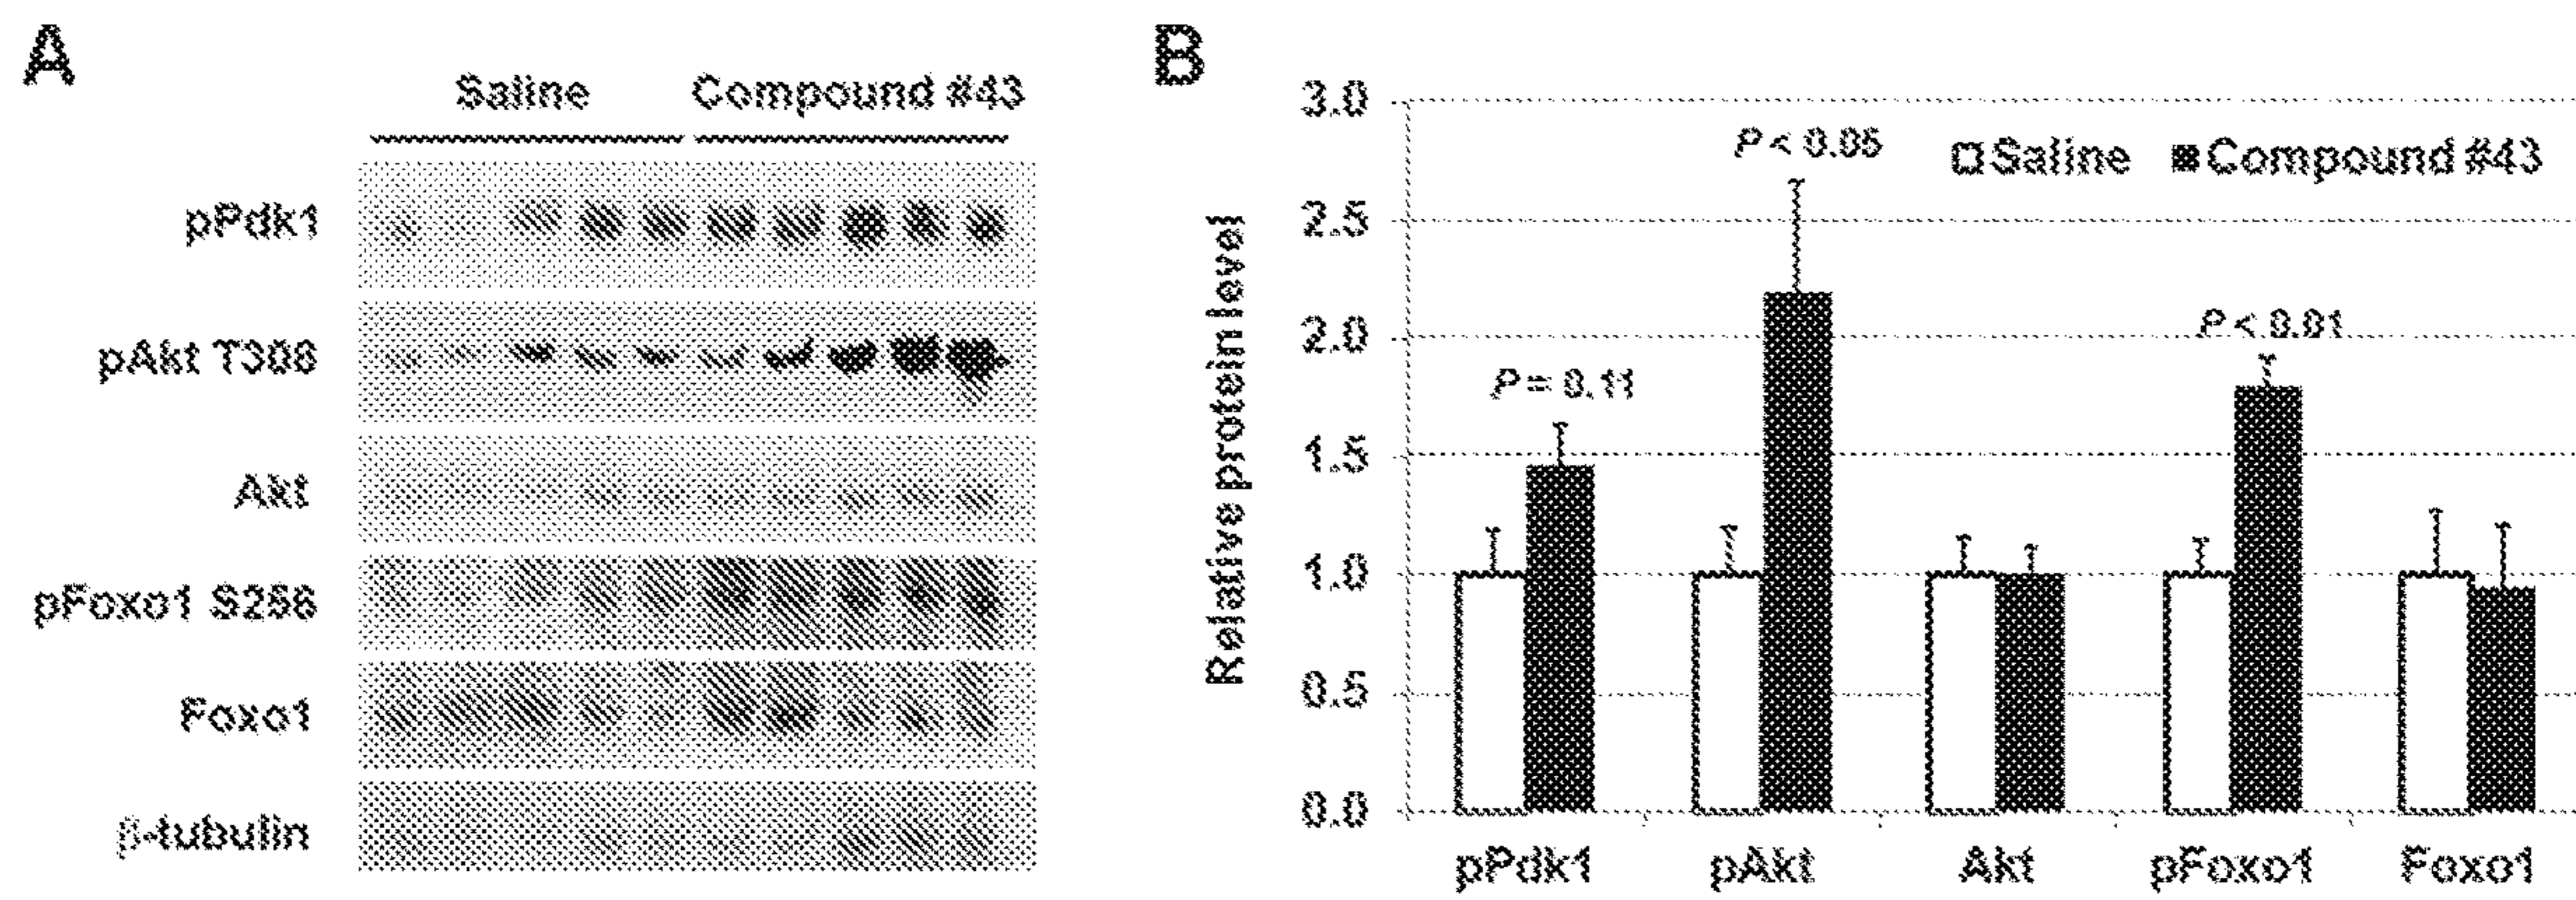 A
Saline Compound #43
pPdk1
pAkt T308
Akt
pFoxo1 S256
Foxo1
β-tubulin
B
3.0
2.5
2.0
1.5
1.0
0.5
0.0
Relative protein level
P < 0.05
Saline Compound #43
P < 0.01
P = 0.11
pPdk1 pAkt Akt pFoxo1 Foxo1